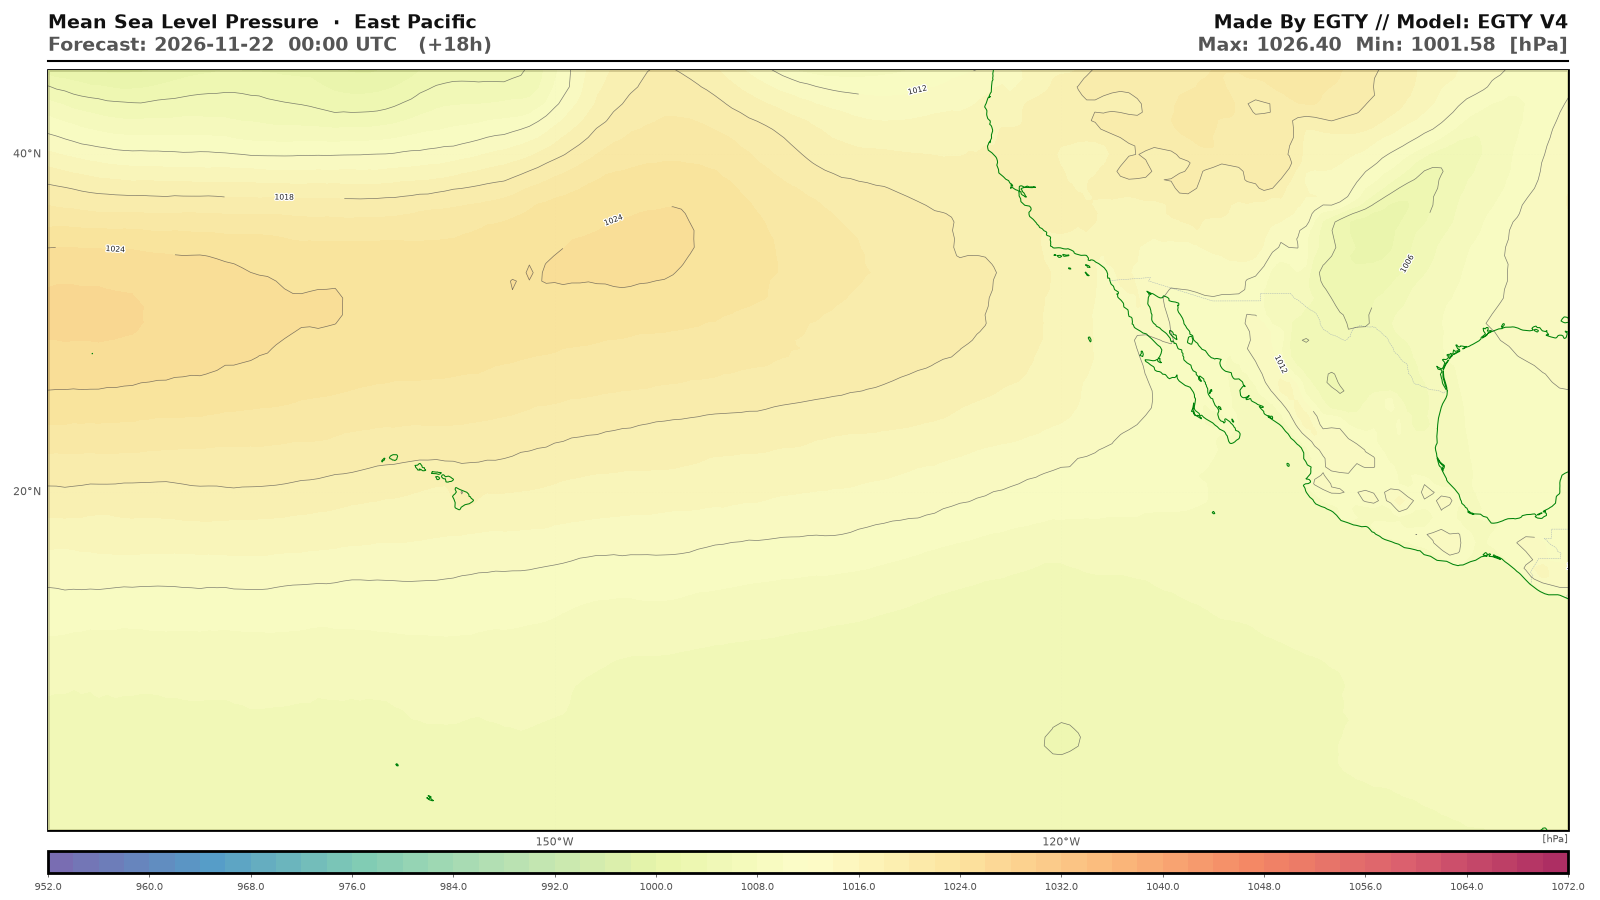 Mean Sea Level Pressure · East Pacific
Made By EGTY // Model: EGTY V4
Forecast: 2026-11-22 00:00 UTC (+18h)
Max: 1026.40 Min: 1001.58 [hPa]
1012
40°N
1018
1024
1024
1006
1012
20°N
150°W
120°W
[hPa]
952.0
960.0
968.0
976.0
984.0
992.0
1000.0
1008.0
1016.0
1024.0
1032.0
1040.0
1048.0
1056.0
1064.0
1072.0